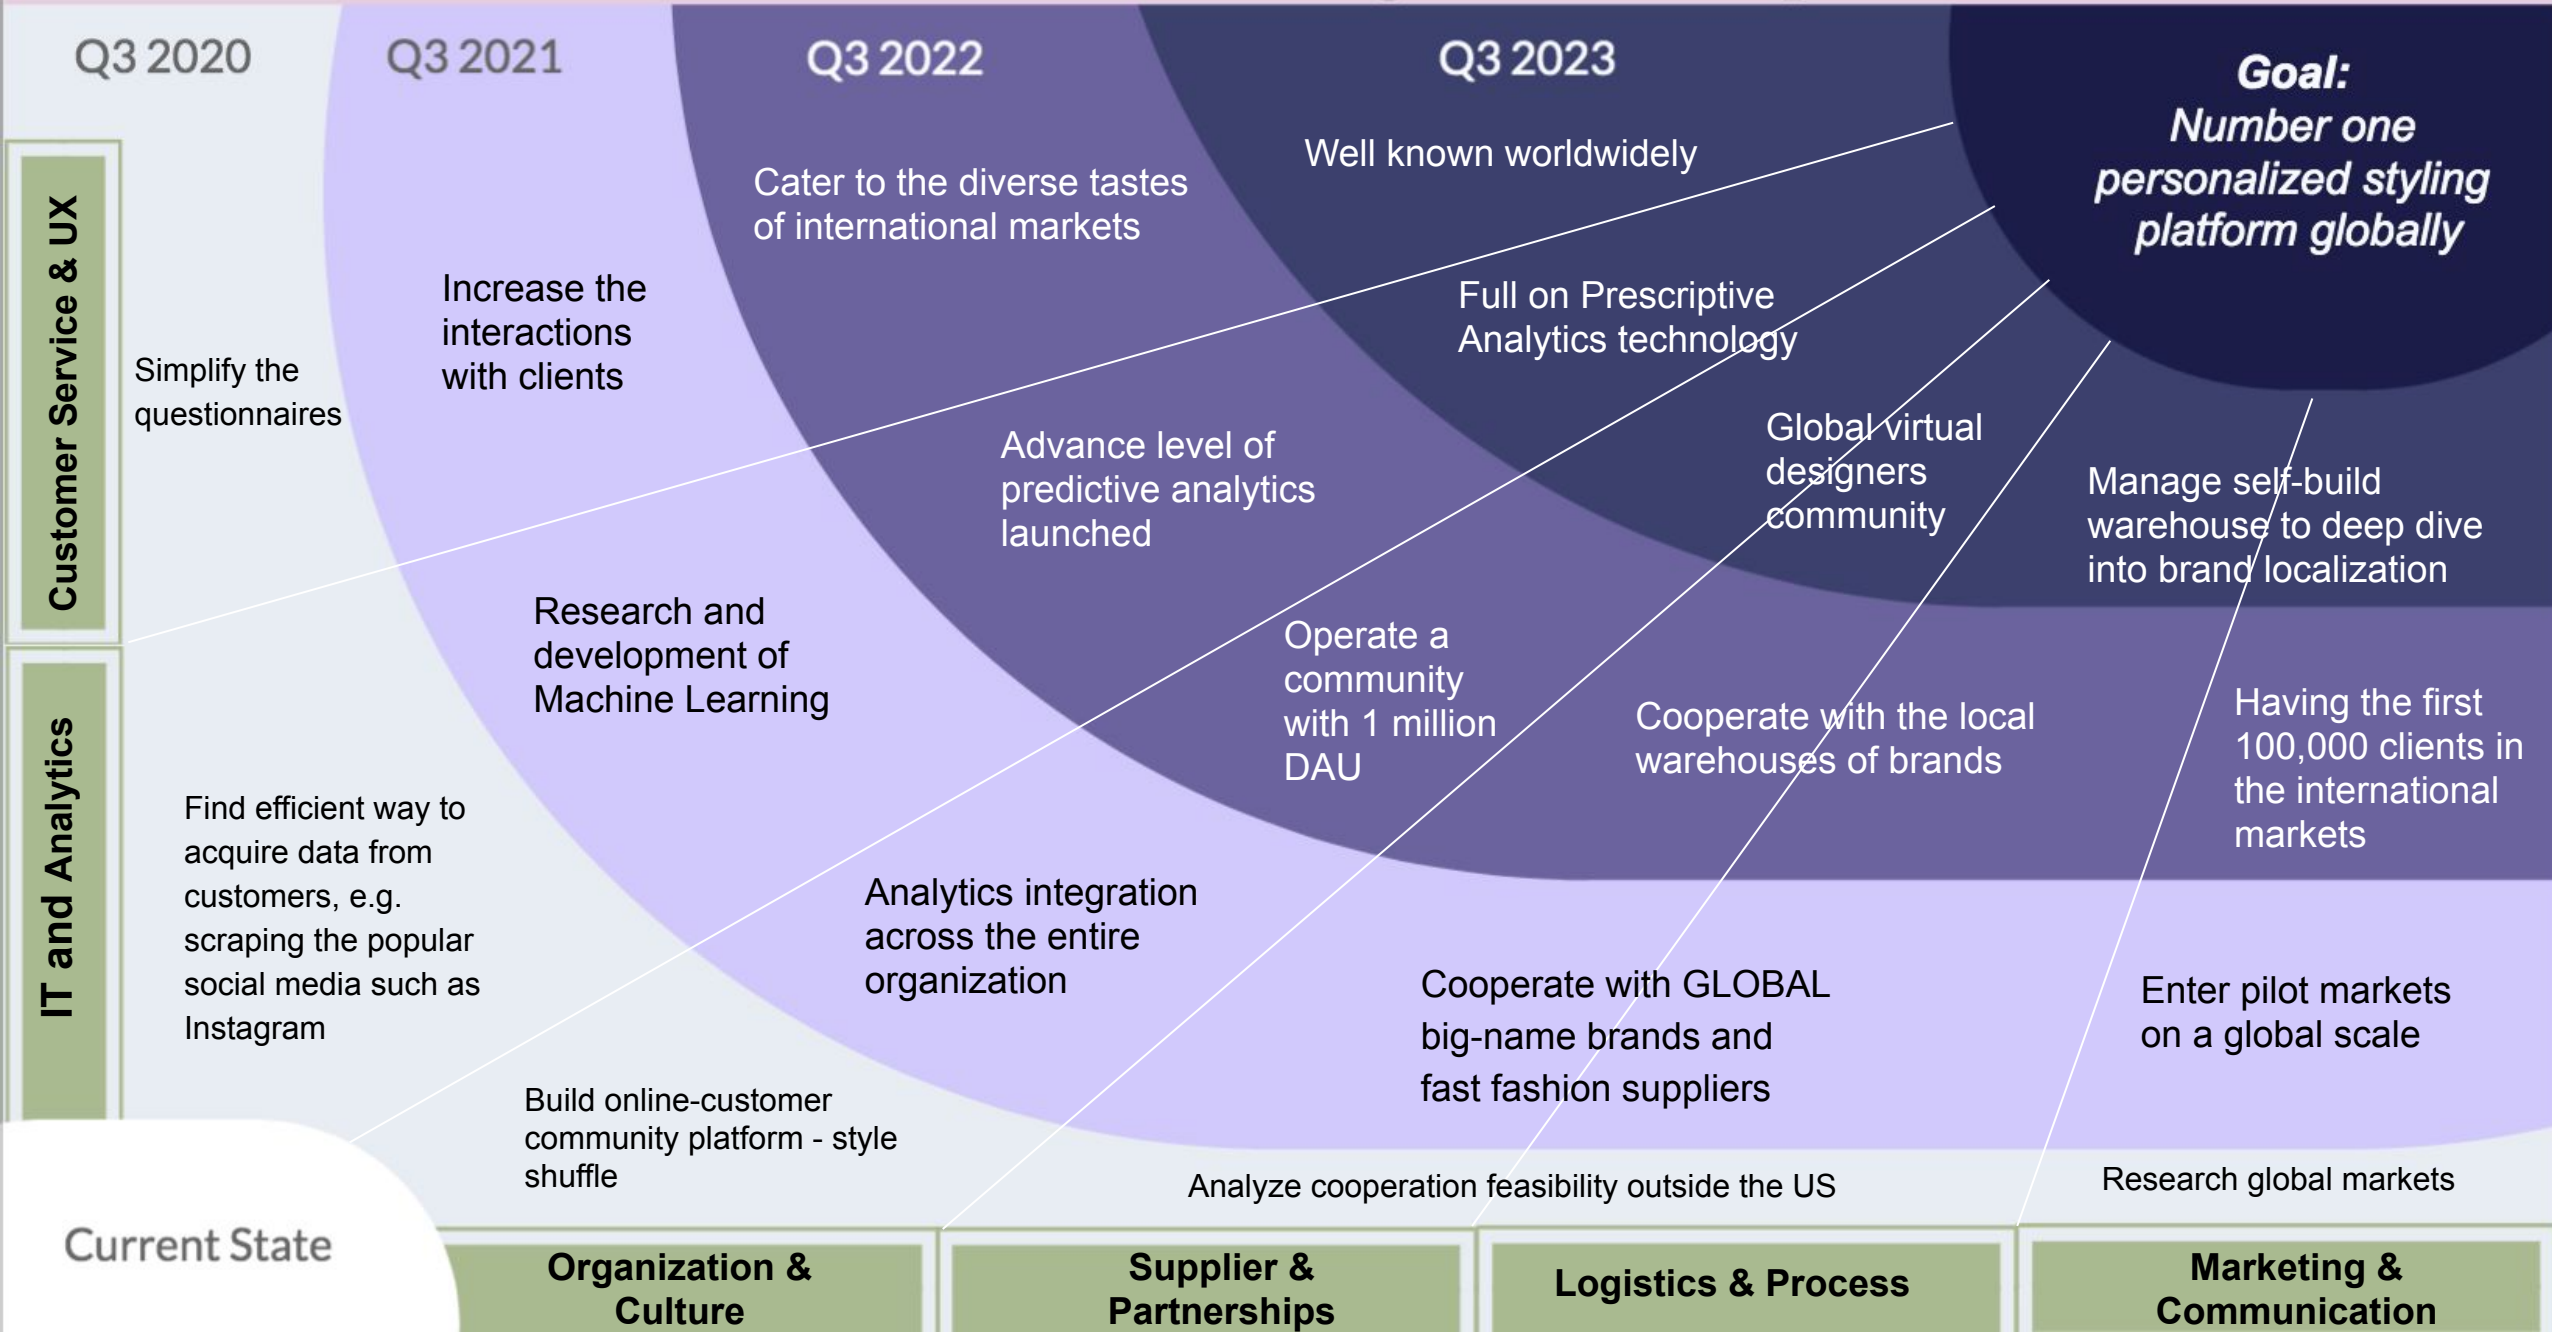 Q3 2020
Q3 2021
Q3 2022
Q3 2023
Goal:
Number one
personalized styling
platform globally
Customer Service & UX
Simplify the
questionnaires
Increase the
interactions
with clients
Cater to the diverse tastes
of international markets
Well known worldwidely
IT and Analytics
Find efficient way to
acquire data from
customers, e.g.
scraping the popular
social media such as
Instagram
Research and
development of
Machine Learning
Advance level of
predictive analytics
launched
Full on Prescriptive
Analytics technology
Build online-customer
community platform - style
shuffle
Analytics integration
across the entire
organization
Operate a
community
with 1 million
DAU
Global virtual
designers
community
Analyze cooperation feasibility outside the US
Cooperate with GLOBAL
big-name brands and
fast fashion suppliers
Cooperate with the local
warehouses of brands
Manage self-build
warehouse to deep dive
into brand localization
Research global markets
Enter pilot markets
on a global scale
Having the first
100,000 clients in
the international
markets
Current State
Organization &
Culture
Supplier &
Partnerships
Logistics & Process
Marketing &
Communication